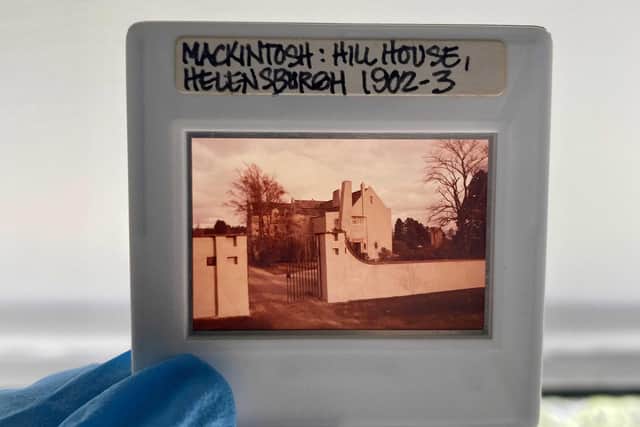 MACKINTOSH: HILL HOUSE,
HELENSBURGH 1902-3